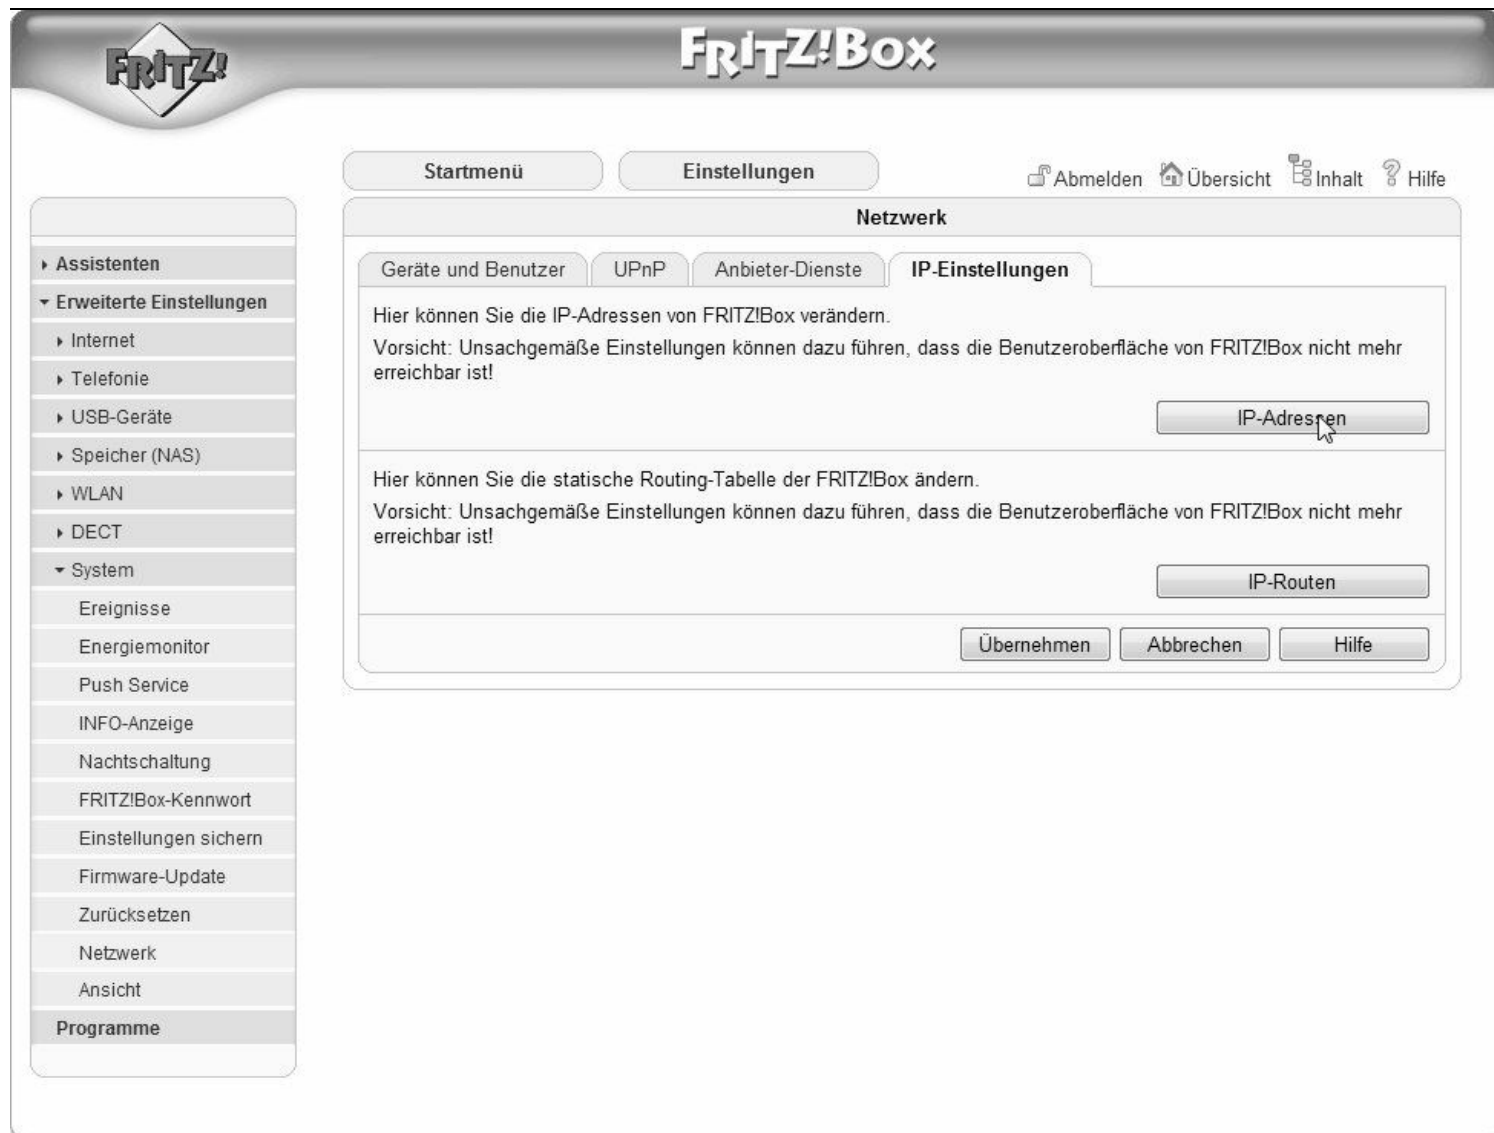 FRITZ!
FRITZ!Box
Startmenü
Einstellungen
Abmelden
Übersicht
Inhalt
? Hilfe
Netzwerk
Assistenten
Erweiterte Einstellungen
Internet
Telefonie
USB-Geräte
Speicher (NAS)
WLAN
DECT
System
Ereignisse
Energiemonitor
Push Service
INFO-Anzeige
Nachtschaltung
FRITZ!Box-Kennwort
Einstellungen sichern
Firmware-Update
Zurücksetzen
Netzwerk
Ansicht
Programme
Geräte und Benutzer
UPnP
Anbieter-Dienste
IP-Einstellungen
Hier können Sie die IP-Adressen von FRITZ!Box verändern.
Vorsicht: Unsachgemäße Einstellungen können dazu führen, dass die Benutzeroberfläche von FRITZ!Box nicht mehr
erreichbar ist!
IP-Adressen
Hier können Sie die statische Routing-Tabelle der FRITZ!Box ändern.
Vorsicht: Unsachgemäße Einstellungen können dazu führen, dass die Benutzeroberfläche von FRITZ!Box nicht mehr
erreichbar ist!
IP-Routen
Übernehmen
Abbrechen
Hilfe